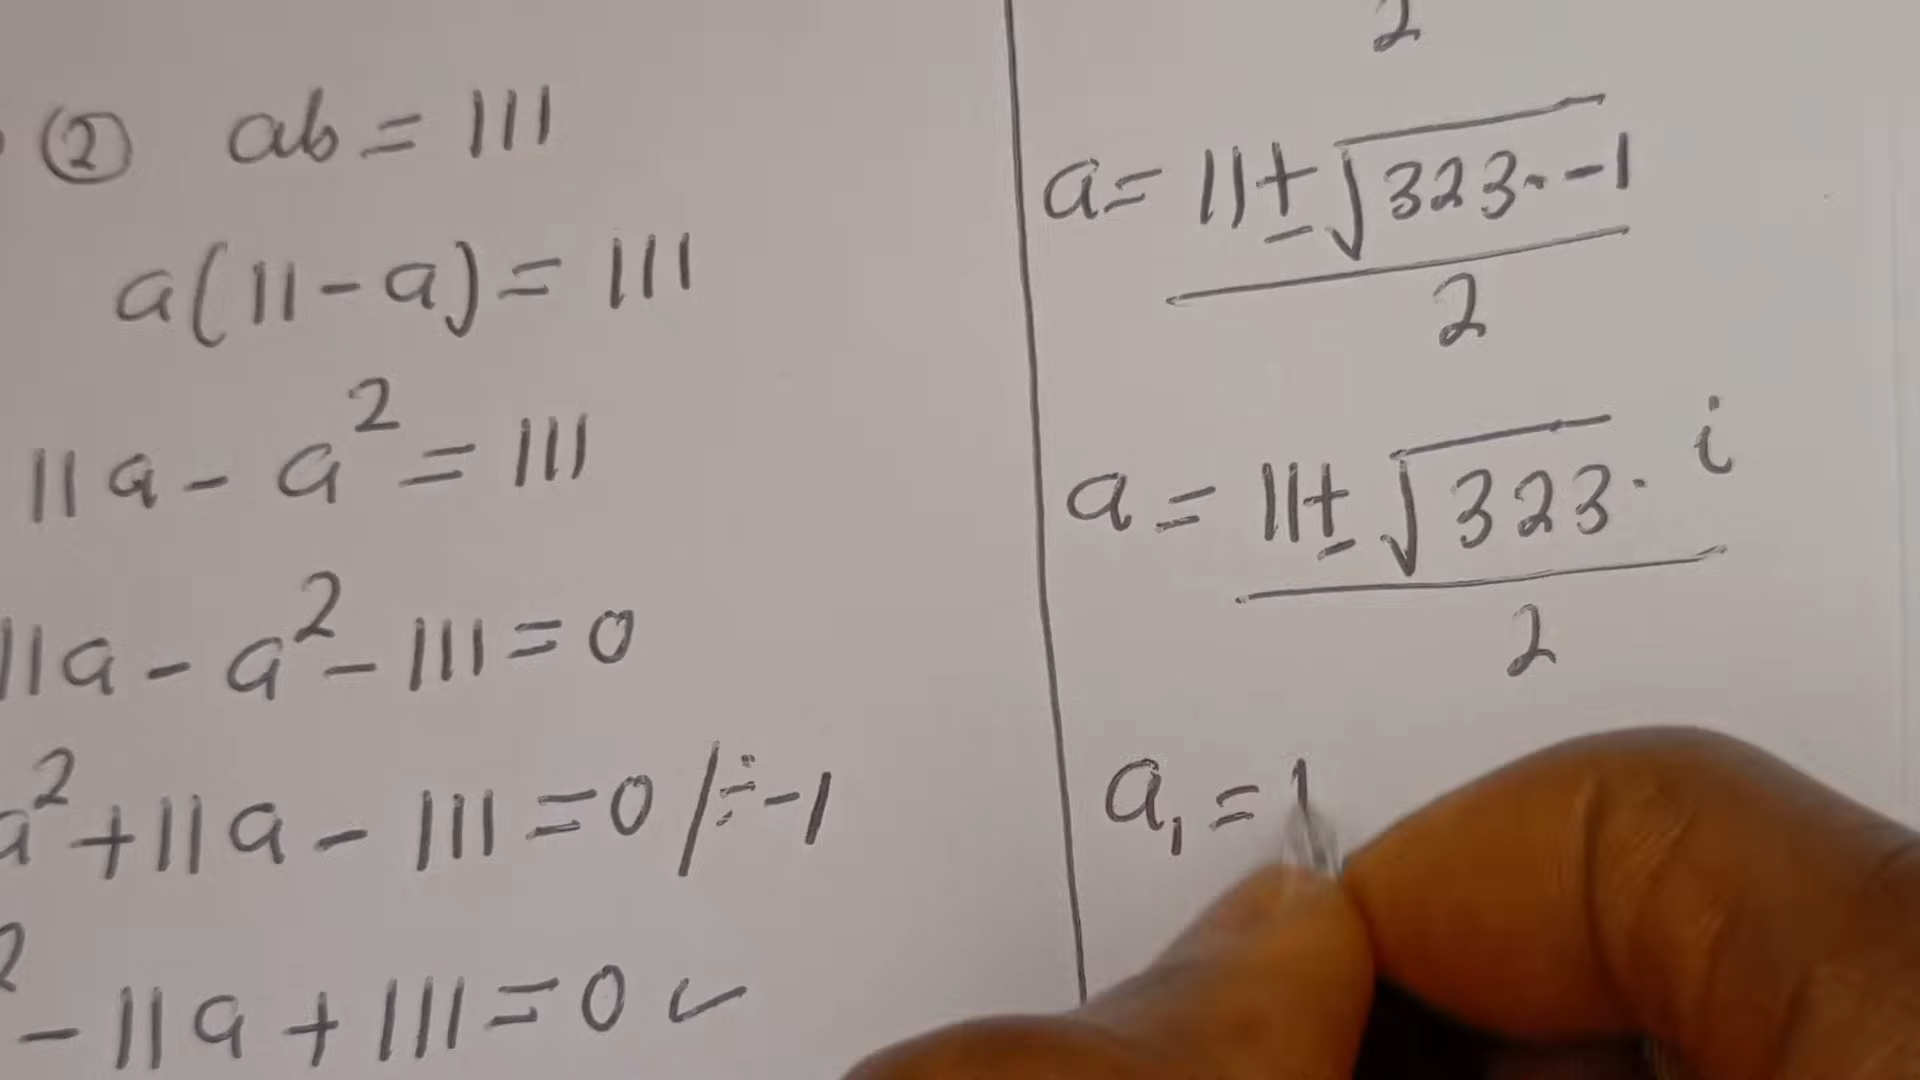 ② ab = 111
a(11 - a) = 111
11a - a² = 111
11a - a² - 111 = 0
a² + 11a - 111 = 0 / ÷ -1
² - 11a + 111 = 0 ✓
2
a = 11 ± √323 · -1
2
a = 11 ± √323 · i
2
a₁ = 1